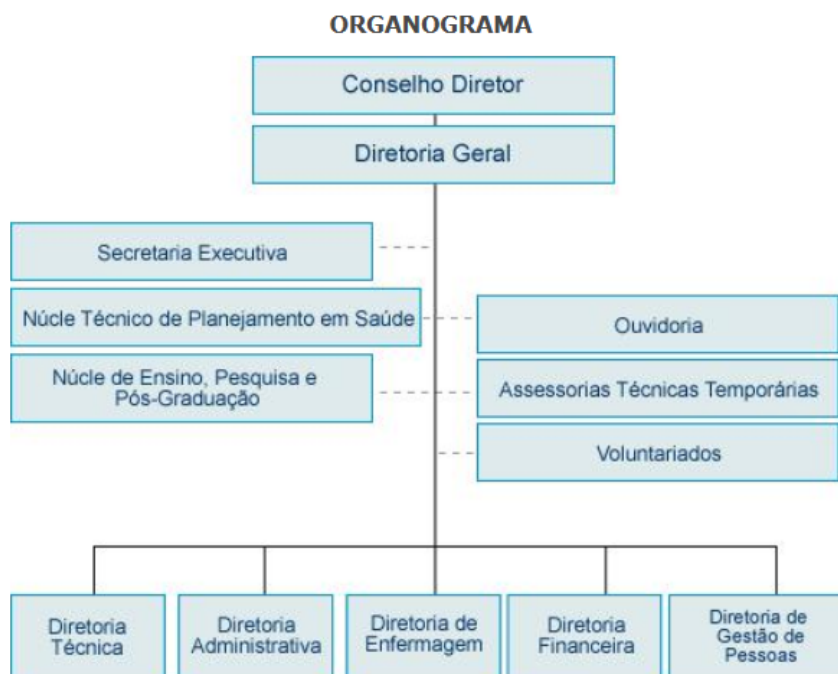 ORGANOGRAMA
Conselho Diretor
Diretoria Geral
Secretaria Executiva
Núcle Técnico de Planejamento em Saúde
Ouvidoria
Núcle de Ensino, Pesquisa e
Pós-Graduação
Assessorias Técnicas Temporárias
Voluntariados
Diretoria
Técnica
Diretoria
Administrativa
Diretoria de
Enfermagem
Diretoria
Financeira
Diretoria de
Gestão de
Pessoas